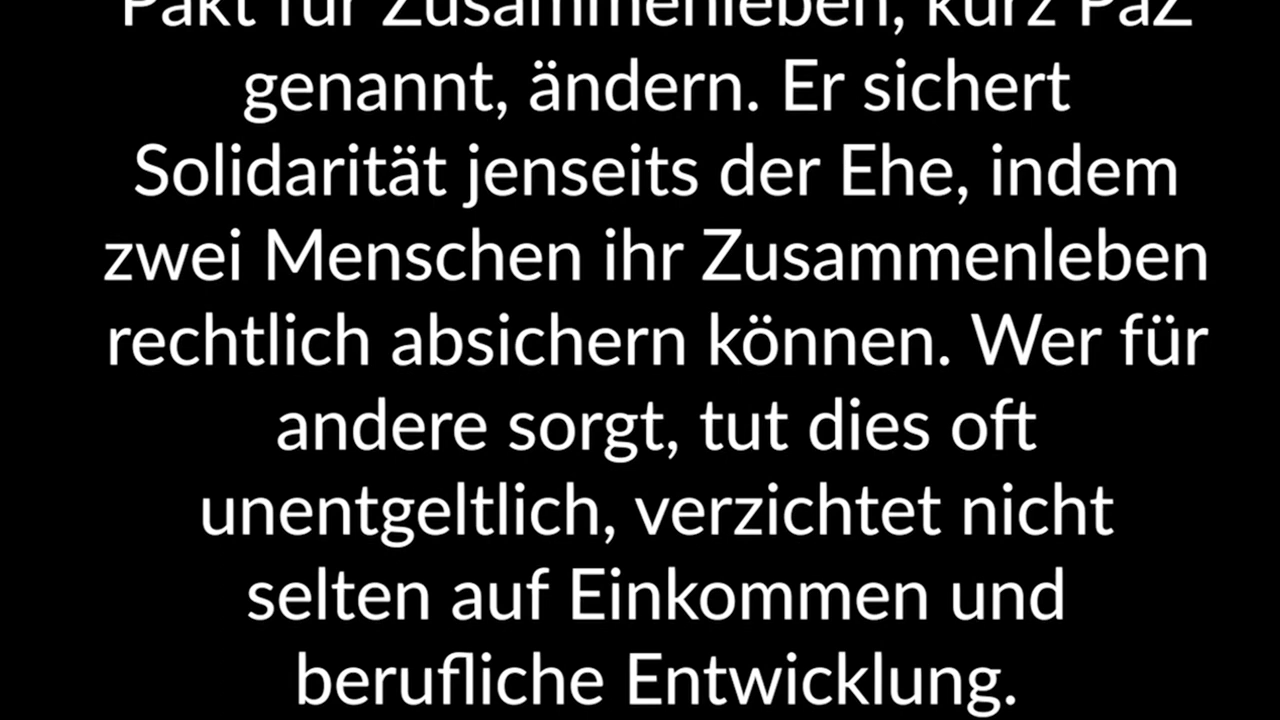 Pakt für Zusammenleben, kurz PaZ
genannt, ändern. Er sichert
Solidarität jenseits der Ehe, indem
zwei Menschen ihr Zusammenleben
rechtlich absichern können. Wer für
andere sorgt, tut dies oft
unentgeltlich, verzichtet nicht
selten auf Einkommen und
berufliche Entwicklung.